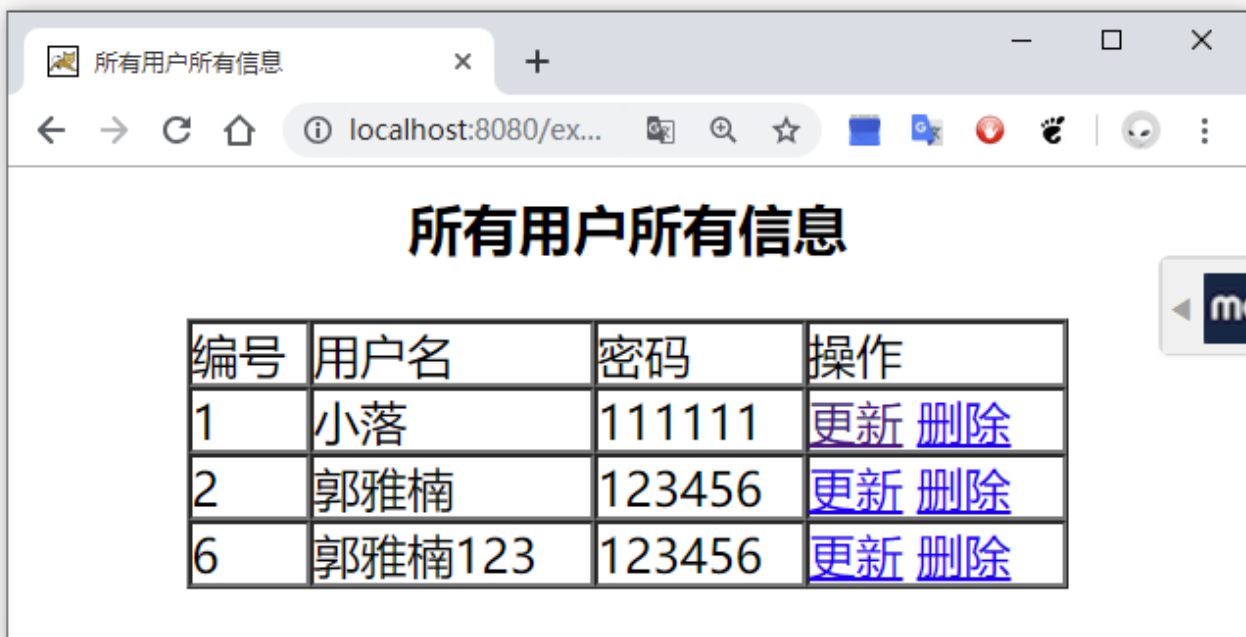 所有用户所有信息
localhost:8080/ex...
所有用户所有信息
编号 用户名 密码 操作
1 小落 111111 更新 删除
2 郭雅楠 123456 更新 删除
6 郭雅楠123 123456 更新 删除